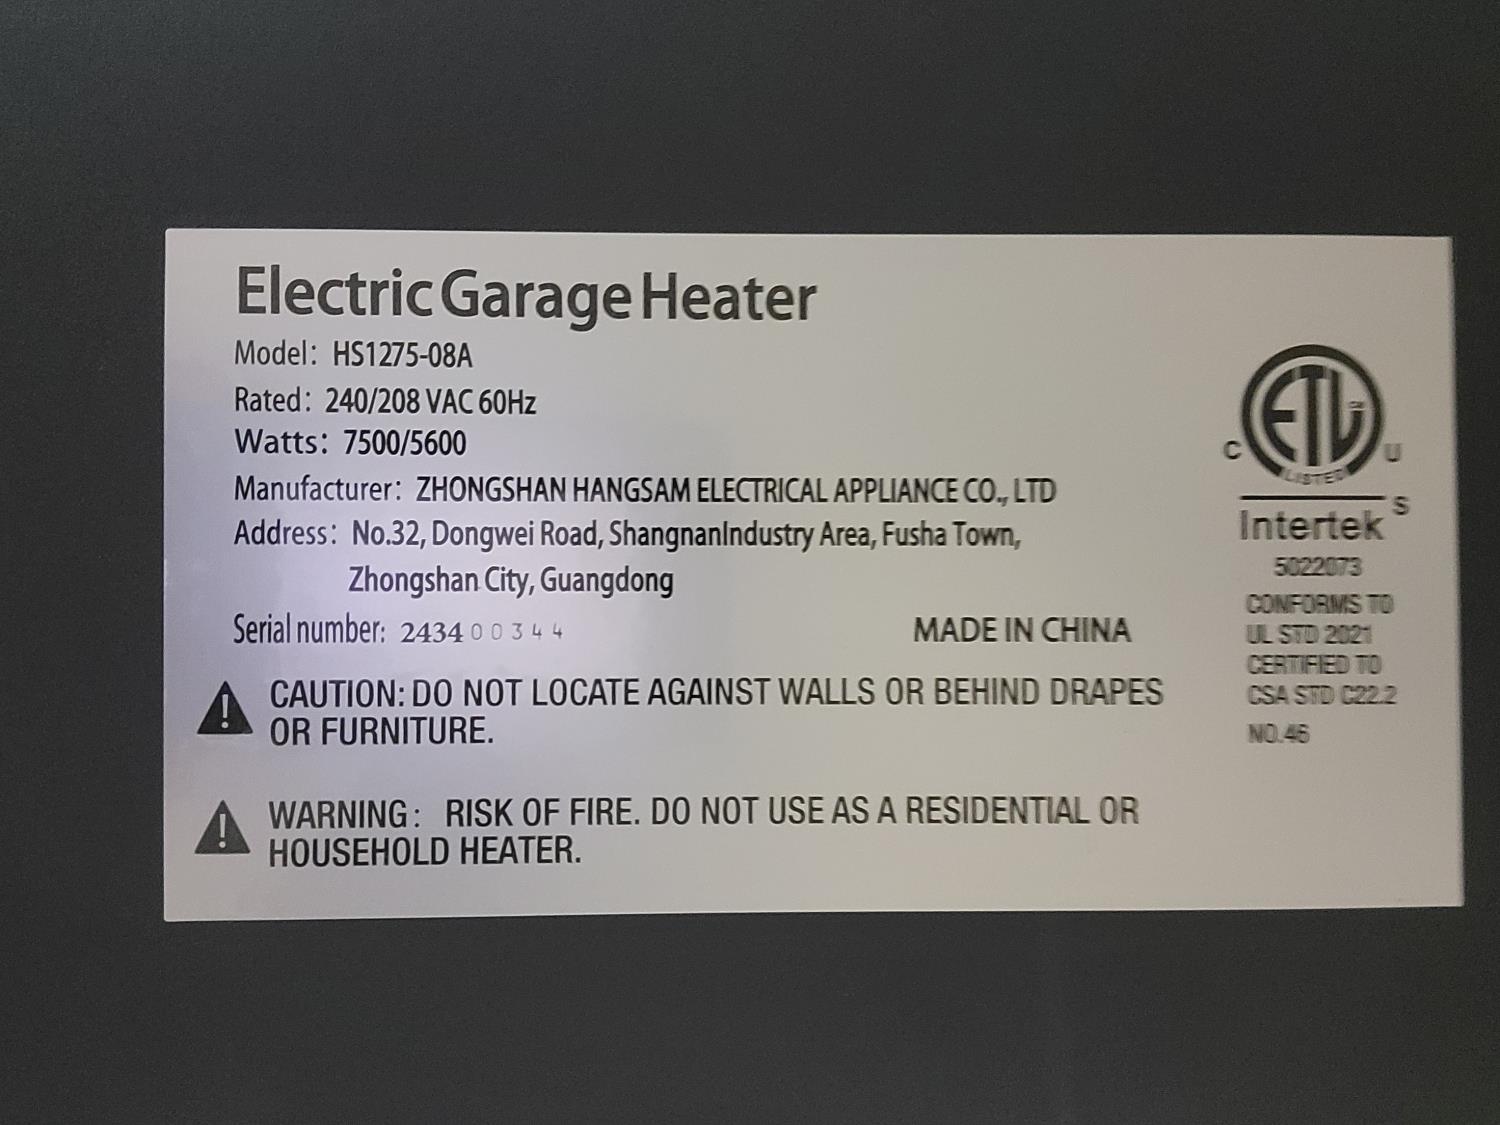 Electric Garage Heater
Model: HS1275-08A
Rated: 240/208 VAC 60Hz
Watts: 7500/5600
Manufacturer: ZHONGSHAN HANGSAM ELECTRICAL APPLIANCE CO., LTD
Address: No.32, Dongwei Road, ShangnanIndustry Area, Fusha Town,
Zhongshan City, Guangdong
Serial number: 243400344
MADE IN CHINA
CAUTION: DO NOT LOCATE AGAINST WALLS OR BEHIND DRAPES
OR FURNITURE.
WARNING: RISK OF FIRE. DO NOT USE AS A RESIDENTIAL OR
HOUSEHOLD HEATER.
ETL CM
LISTED
C US
Intertek
5022073
CONFORMS TO
UL STD 2021
CERTIFIED TO
CSA STD C22.2
NO.46